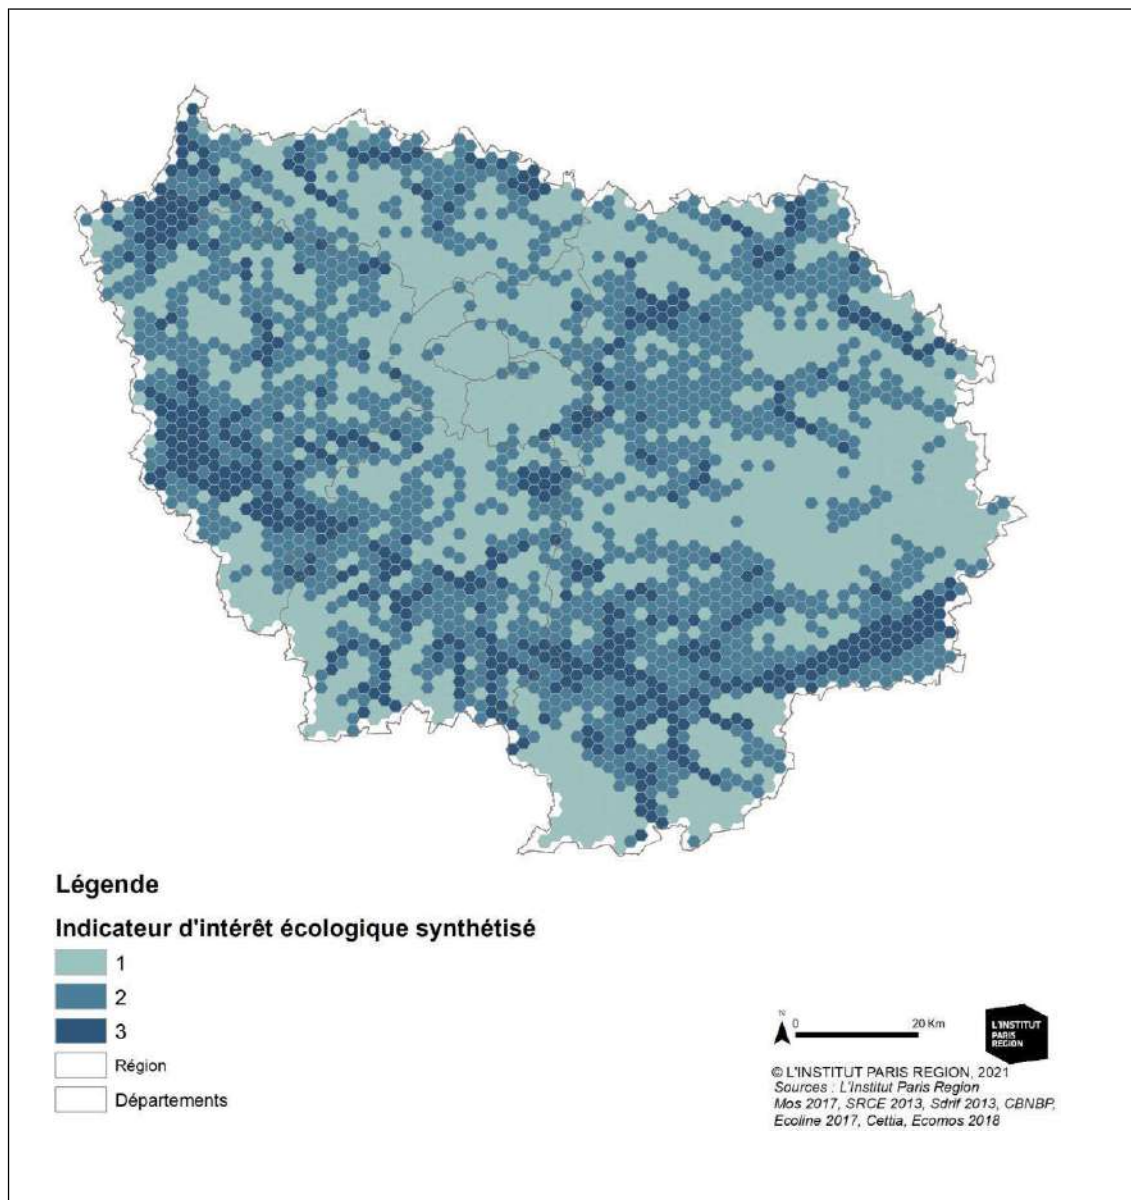 Légende
Indicateur d'intérêt écologique synthétisé
1
2
3
Région
Départements
N
0 20 Km
L'INSTITUT
PARIS
REGION
© L'INSTITUT PARIS REGION, 2021
Sources : L'Institut Paris Region
Mos 2017, SRCE 2013, Sdrif 2013, CBNBP,
Ecoline 2017, Cettia, Ecomos 2018